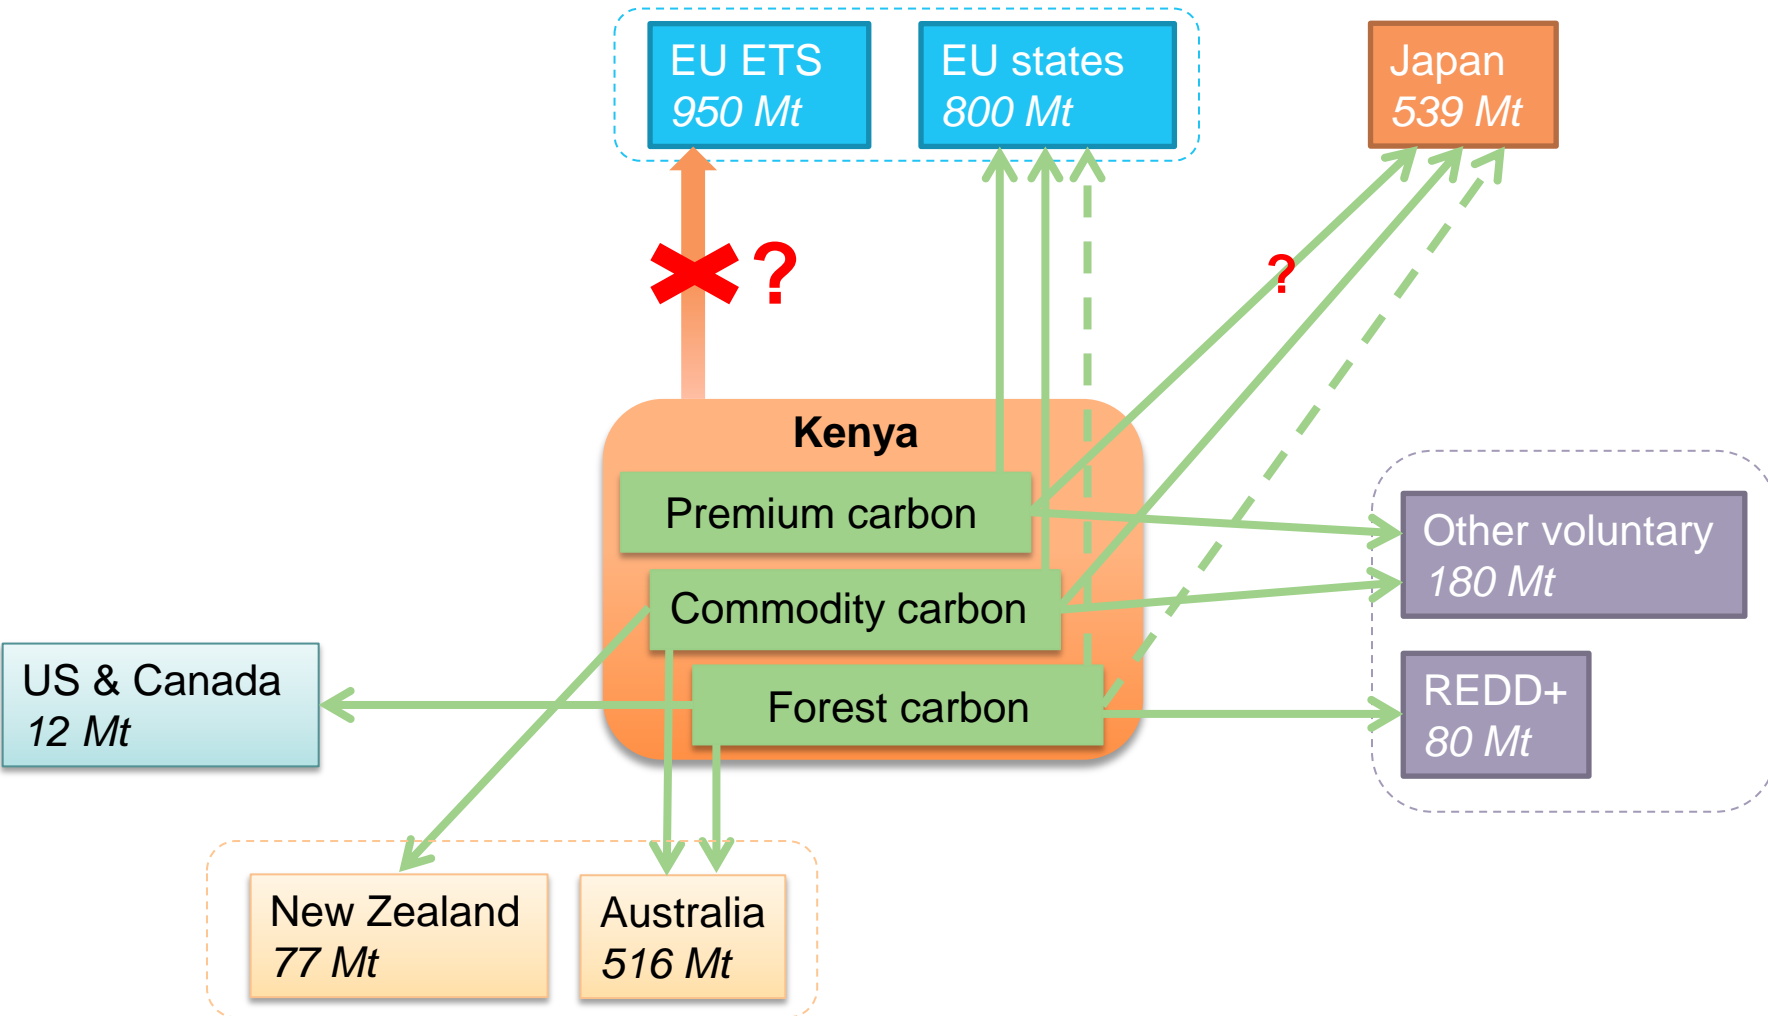 EU ETS
950 Mt
EU states
800 Mt
Japan
539 Mt
?
?
Kenya
Premium carbon
Commodity carbon
Forest carbon
Other voluntary
180 Mt
REDD+
80 Mt
US & Canada
12 Mt
New Zealand
77 Mt
Australia
516 Mt